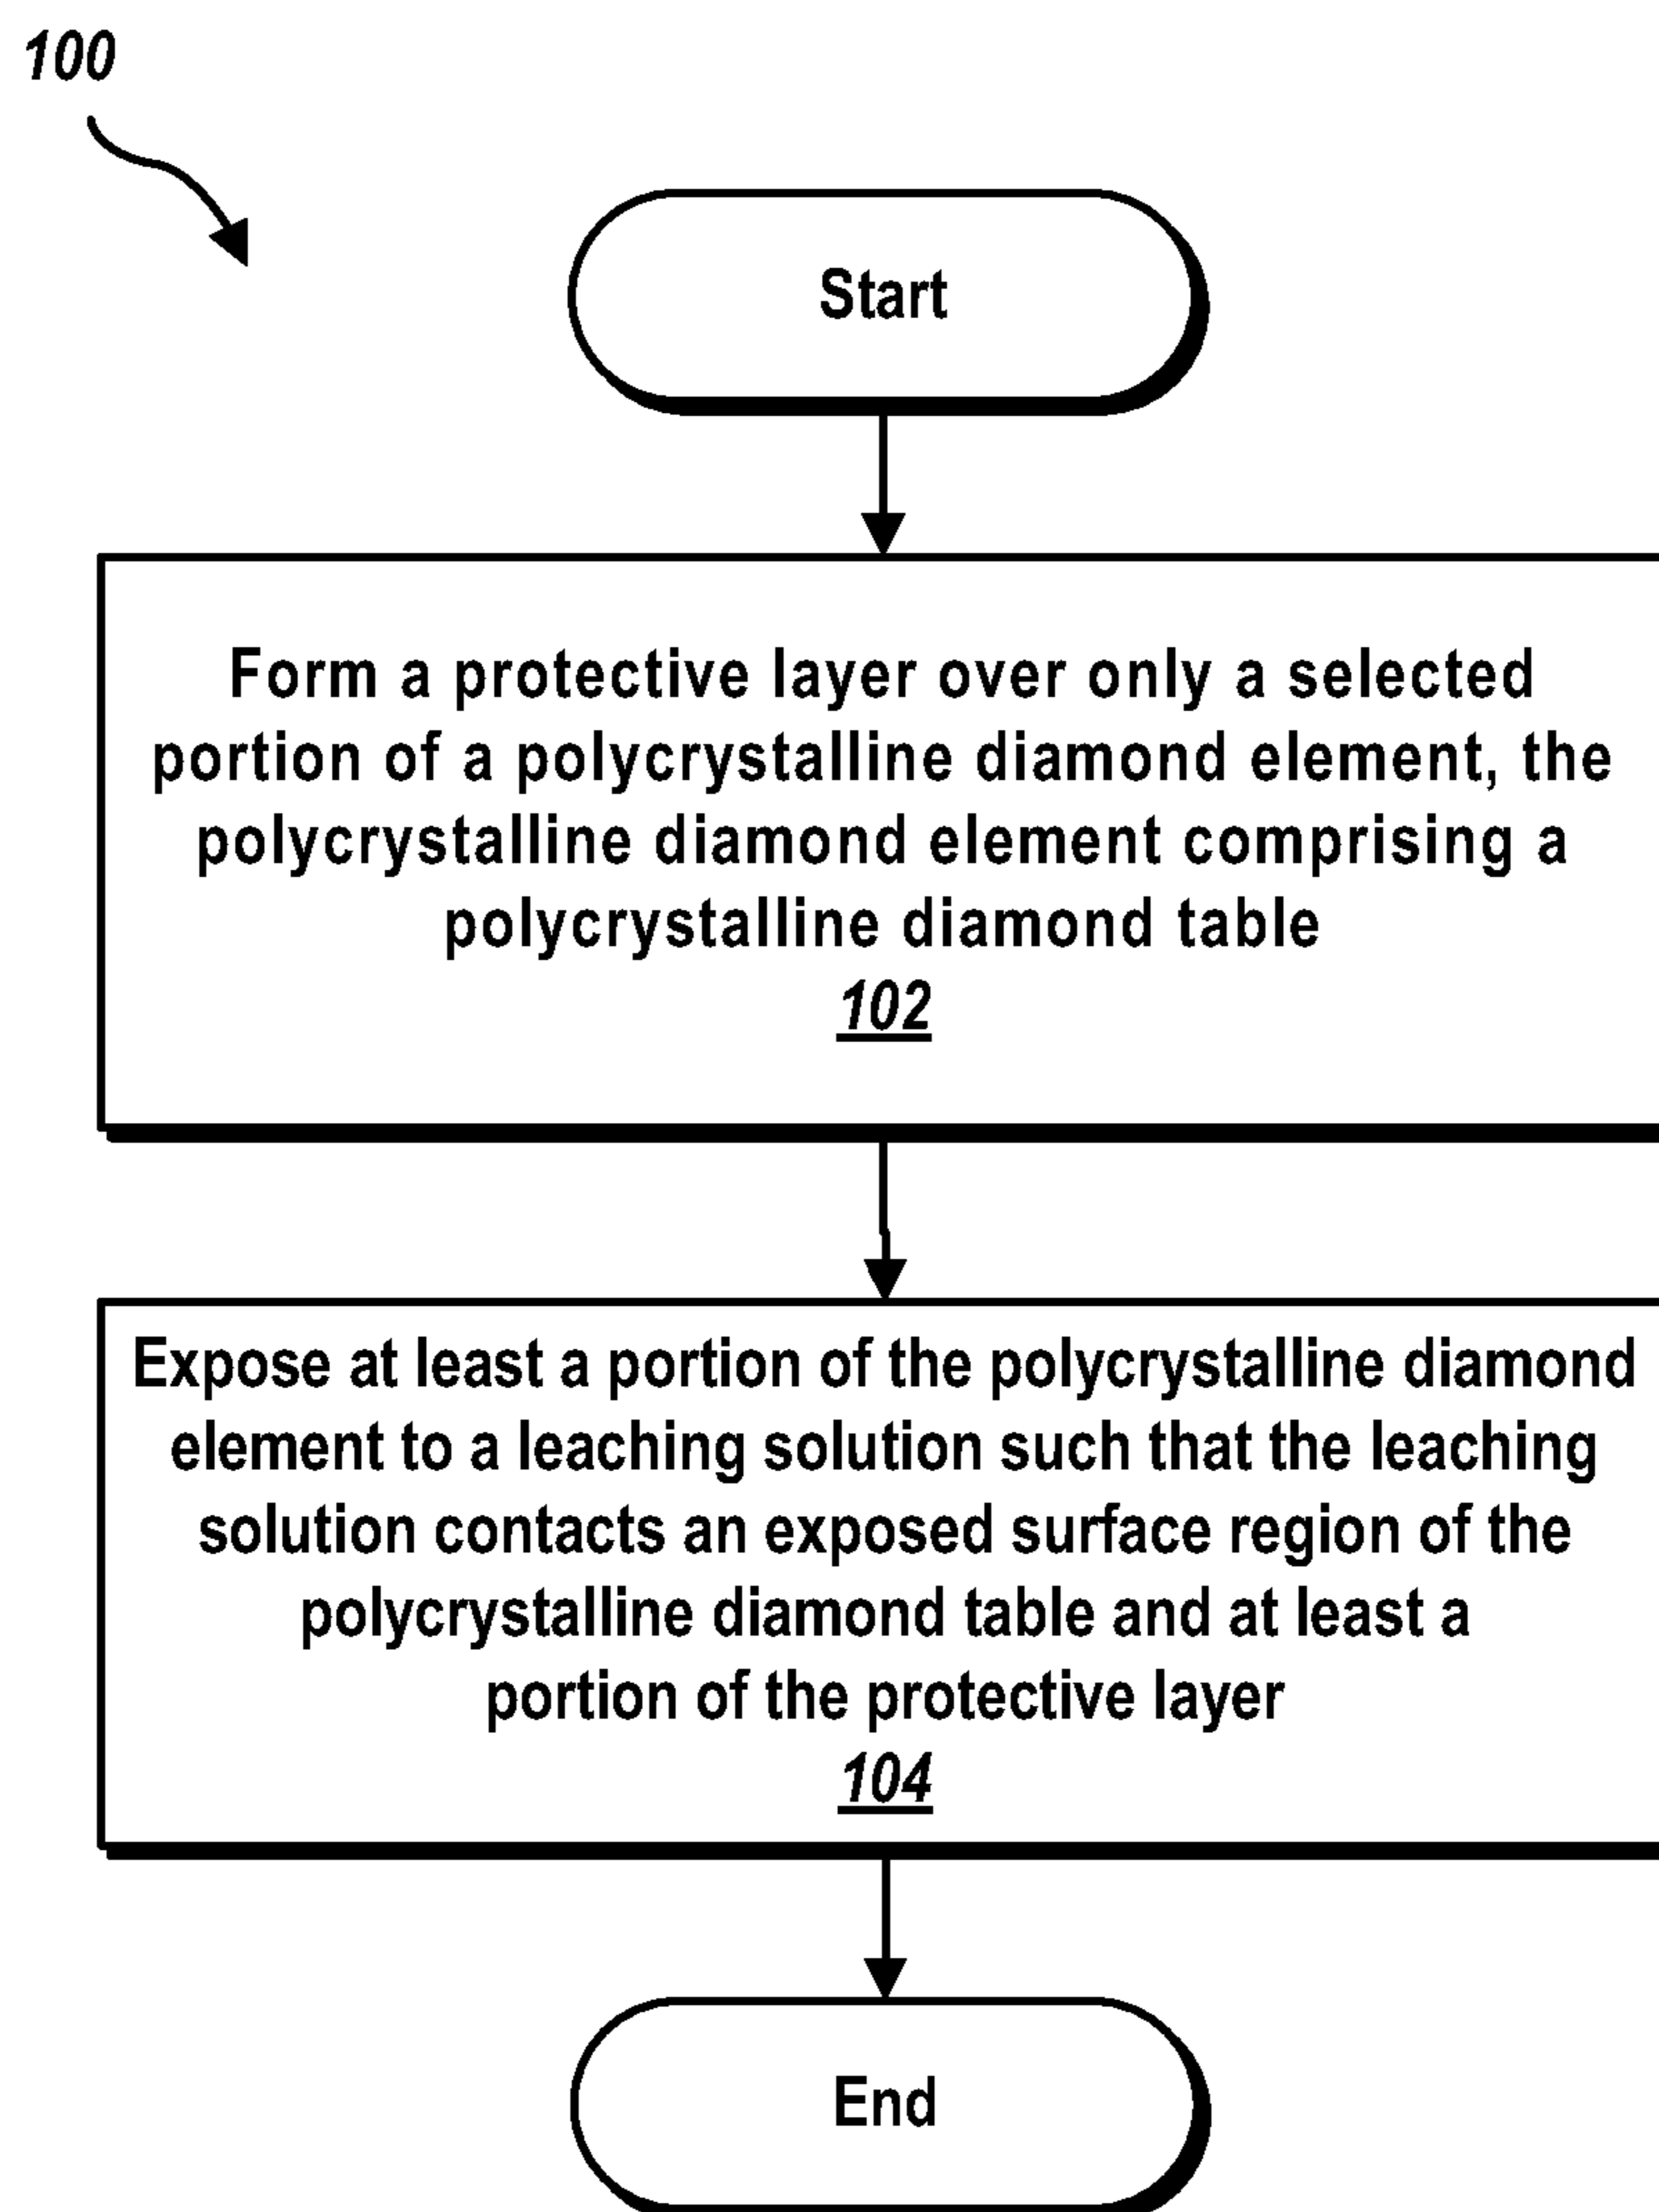 100
Start
Form a protective layer over only a selected
portion of a polycrystalline diamond element, the
polycrystalline diamond element comprising a
polycrystalline diamond table
102
Expose at least a portion of the polycrystalline diamond
element to a leaching solution such that the leaching
solution contacts an exposed surface region of the
polycrystalline diamond table and at least a
portion of the protective layer
104
End